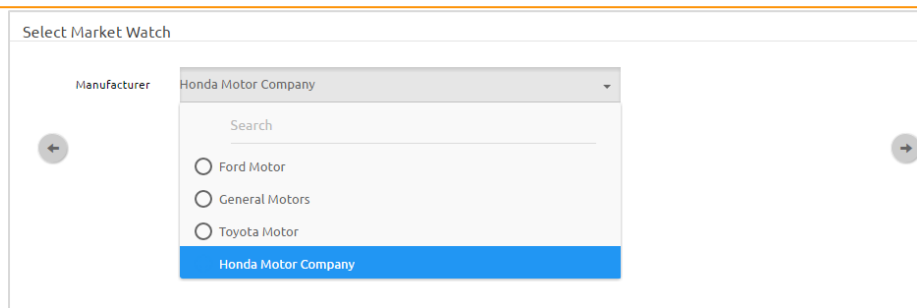 Select Market Watch
Manufacturer Honda Motor Company
Search
Ford Motor
General Motors
Toyota Motor
Honda Motor Company